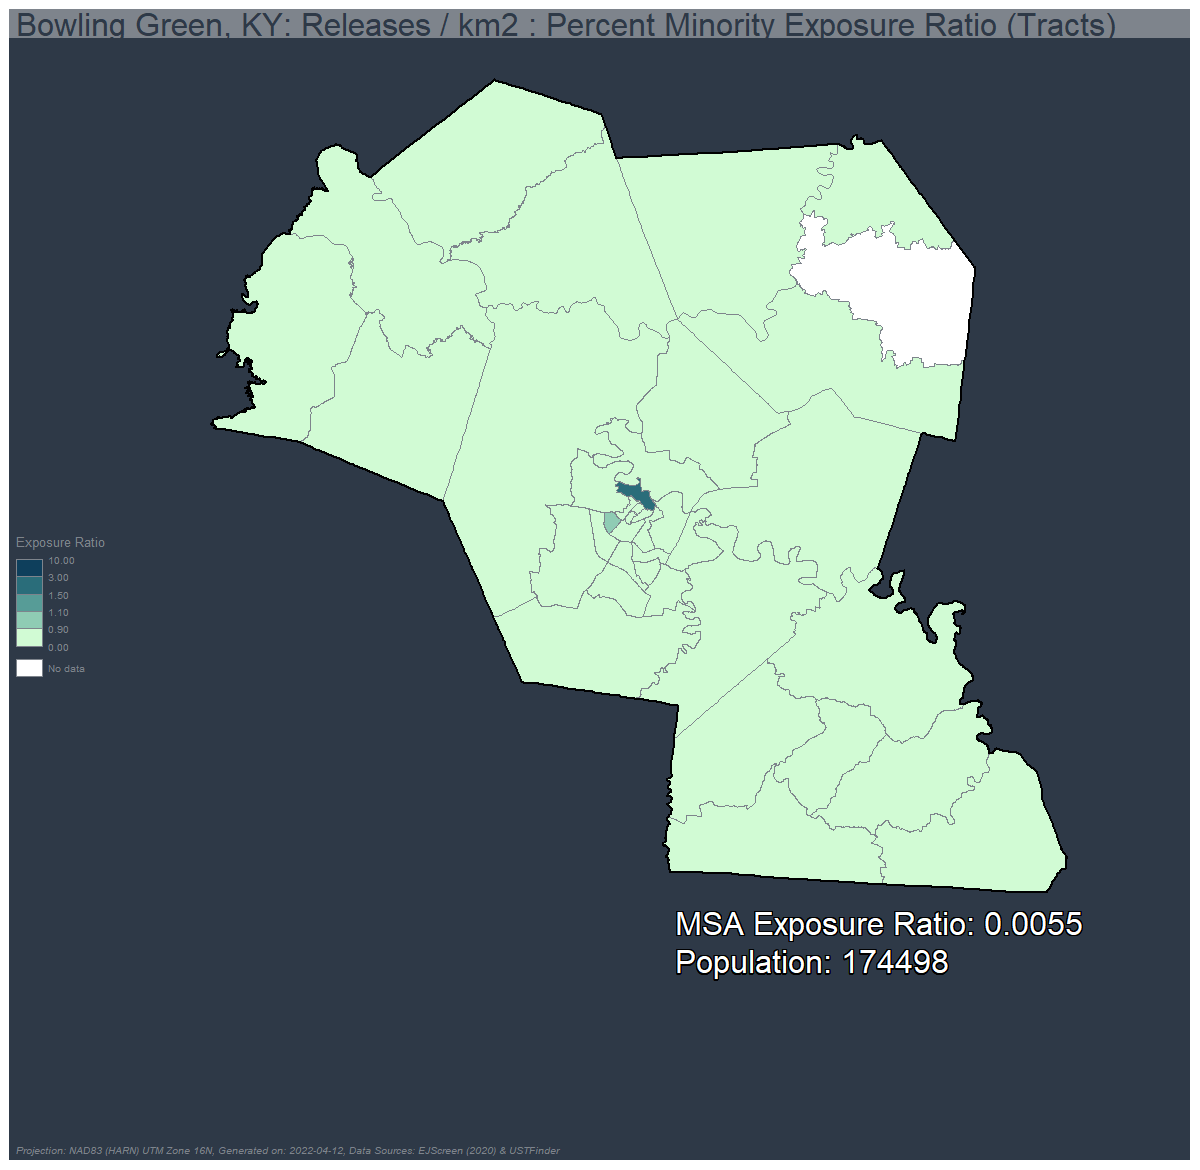 Bowling Green, KY: Releases / km2 : Percent Minority Exposure Ratio (Tracts)
Exposure Ratio
10.00
3.00
1.50
1.10
0.90
0.00
No data
MSA Exposure Ratio: 0.0055
Population: 174498
Projection: NAD83 (HARN) UTM Zone 16N, Generated on: 2022-04-12, Data Sources: EJScreen (2020) & USTFinder